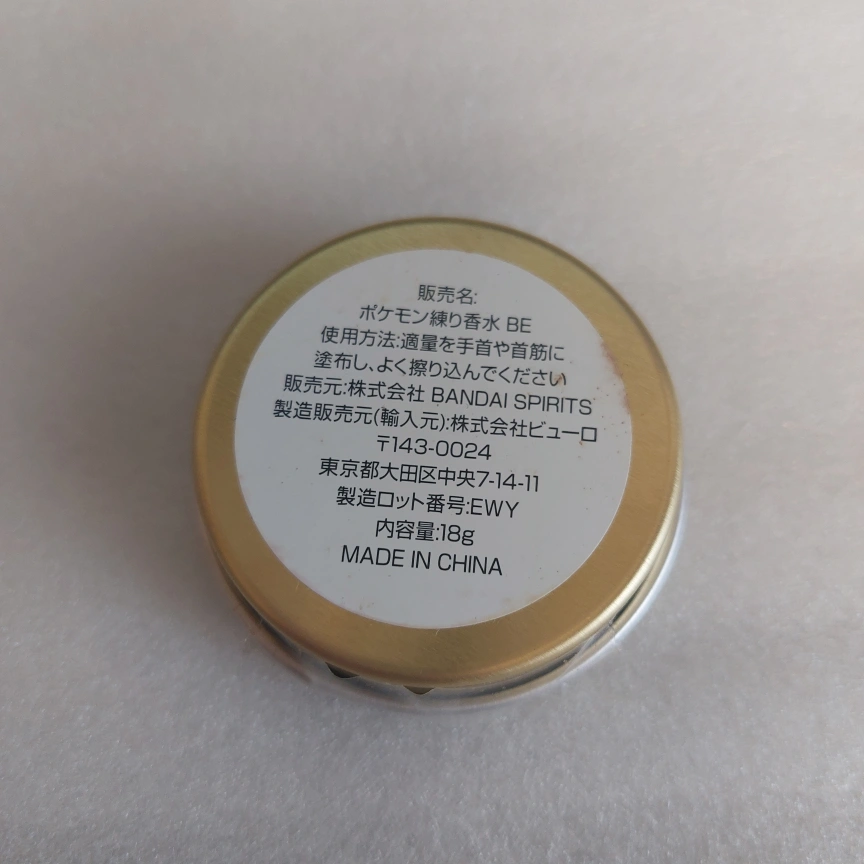 販売名:
ポケモン練り香水 BE
使用方法:適量を手首や首筋に
塗布し、よく擦り込んでください
販売元:株式会社 BANDAI SPIRITS
製造販売元(輸入元):株式会社ビューロ
〒143-0024
東京都大田区中央7-14-11
製造ロット番号:EWY
内容量:18g
MADE IN CHINA